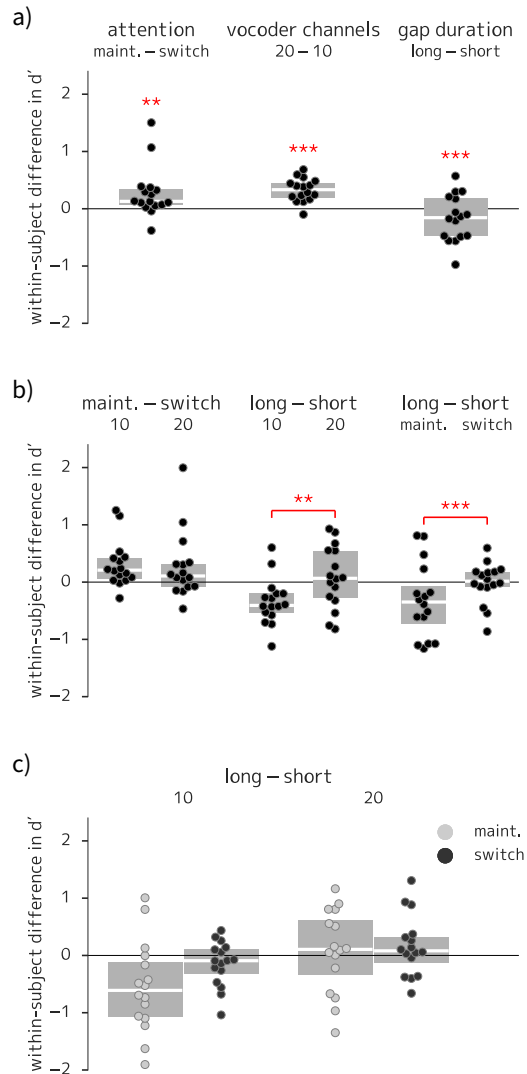 a)
attention vocoder channels gap duration
maint. – switch 20 – 10 long – short
within-subject difference in d′
2
1
0
−1
−2
** *** ***
b)
maint. – switch long – short long – short
10 20 10 20 maint. switch
within-subject difference in d′
2
1
0
−1
−2
** ***
c)
long – short
10 20
within-subject difference in d′
2
1
0
−1
−2
maint.
switch